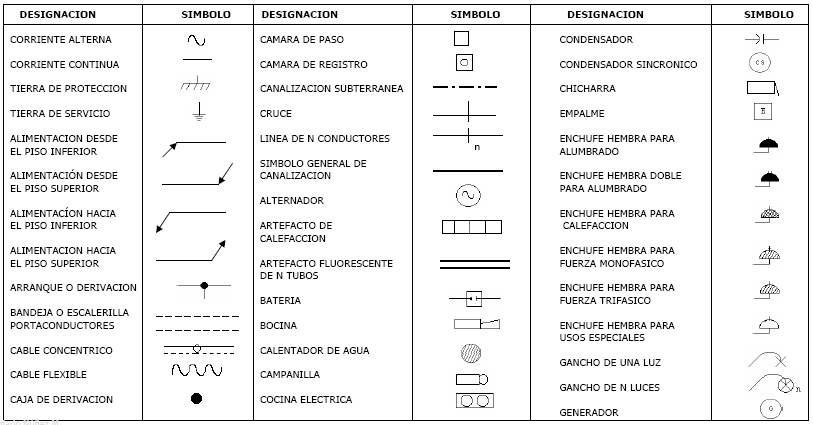 DESIGNACION SIMBOLO DESIGNACION SIMBOLO DESIGNACION SIMBOLO
CORRIENTE ALTERNA
CORRIENTE CONTINUA
TIERRA DE PROTECCION
TIERRA DE SERVICIO
ALIMENTACION DESDE
EL PISO INFERIOR
ALIMENTACIÓN DESDE
EL PISO SUPERIOR
ALIMENTACÍON HACIA
EL PISO INFERIOR
ALIMENTACION HACIA
EL PISO SUPERIOR
ARRANQUE O DERIVACION
BANDEJA O ESCALERILLA
PORTACONDUCTORES
CABLE CONCENTRICO
CABLE FLEXIBLE
CAJA DE DERIVACION
CAMARA DE PASO
CAMARA DE REGISTRO
CANALIZACION SUBTERRANEA
CRUCE
LINEA DE N CONDUCTORES
n
SIMBOLO GENERAL DE
CANALIZACION
ALTERNADOR
ARTEFACTO DE
CALEFACCION
ARTEFACTO FLUORESCENTE
DE N TUBOS
BATERIA
BOCINA
CALENTADOR DE AGUA
CAMPANILLA
COCINA ELECTRICA
CONDENSADOR
CONDENSADOR SINCRONICO
CS
CHICHARRA
EMPALME
E
ENCHUFE HEMBRA PARA
ALUMBRADO
ENCHUFE HEMBRA DOBLE
PARA ALUMBRADO
ENCHUFE HEMBRA PARA
CALEFACCION
ENCHUFE HEMBRA PARA
FUERZA MONOFASICO
ENCHUFE HEMBRA PARA
FUERZA TRIFASICO
ENCHUFE HEMBRA PARA
USOS ESPECIALES
GANCHO DE UNA LUZ
GANCHO DE N LUCES
n
GENERADOR
G